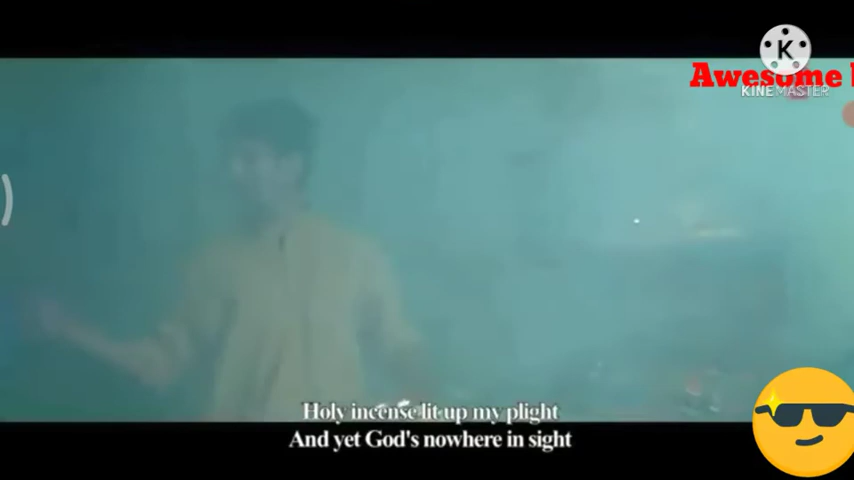 Awesome
KINEMASTER
Holy incense lit up my plight
And yet God's nowhere in sight